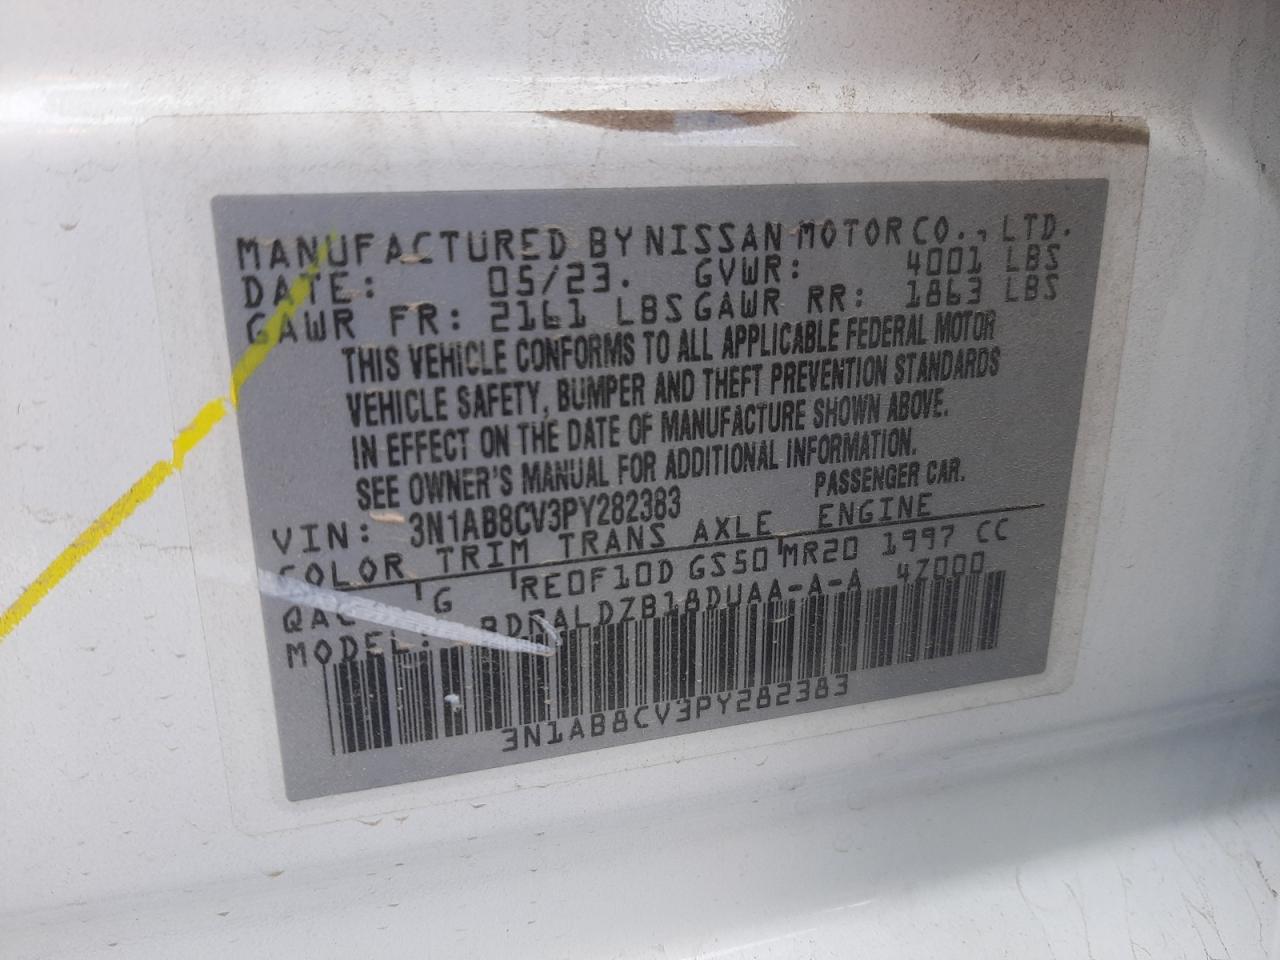 MANUFACTURED BY NISSAN MOTOR CO., LTD.
DATE: 05/23. GVWR: 4001 LBS
GAWR FR: 2161 LBS GAWR RR: 1863 LBS
THIS VEHICLE CONFORMS TO ALL APPLICABLE FEDERAL MOTOR
VEHICLE SAFETY, BUMPER AND THEFT PREVENTION STANDARDS
IN EFFECT ON THE DATE OF MANUFACTURE SHOWN ABOVE.
SEE OWNER'S MANUAL FOR ADDITIONAL INFORMATION.
VIN: 3N1AB8CV3PY282383 PASSENGER CAR.
COLOR TRIM TRANS AXLE ENGINE
G RE0F10D GS50 MR20 1997 CC
MODEL: 47000
3N1AB8CV3PY282383